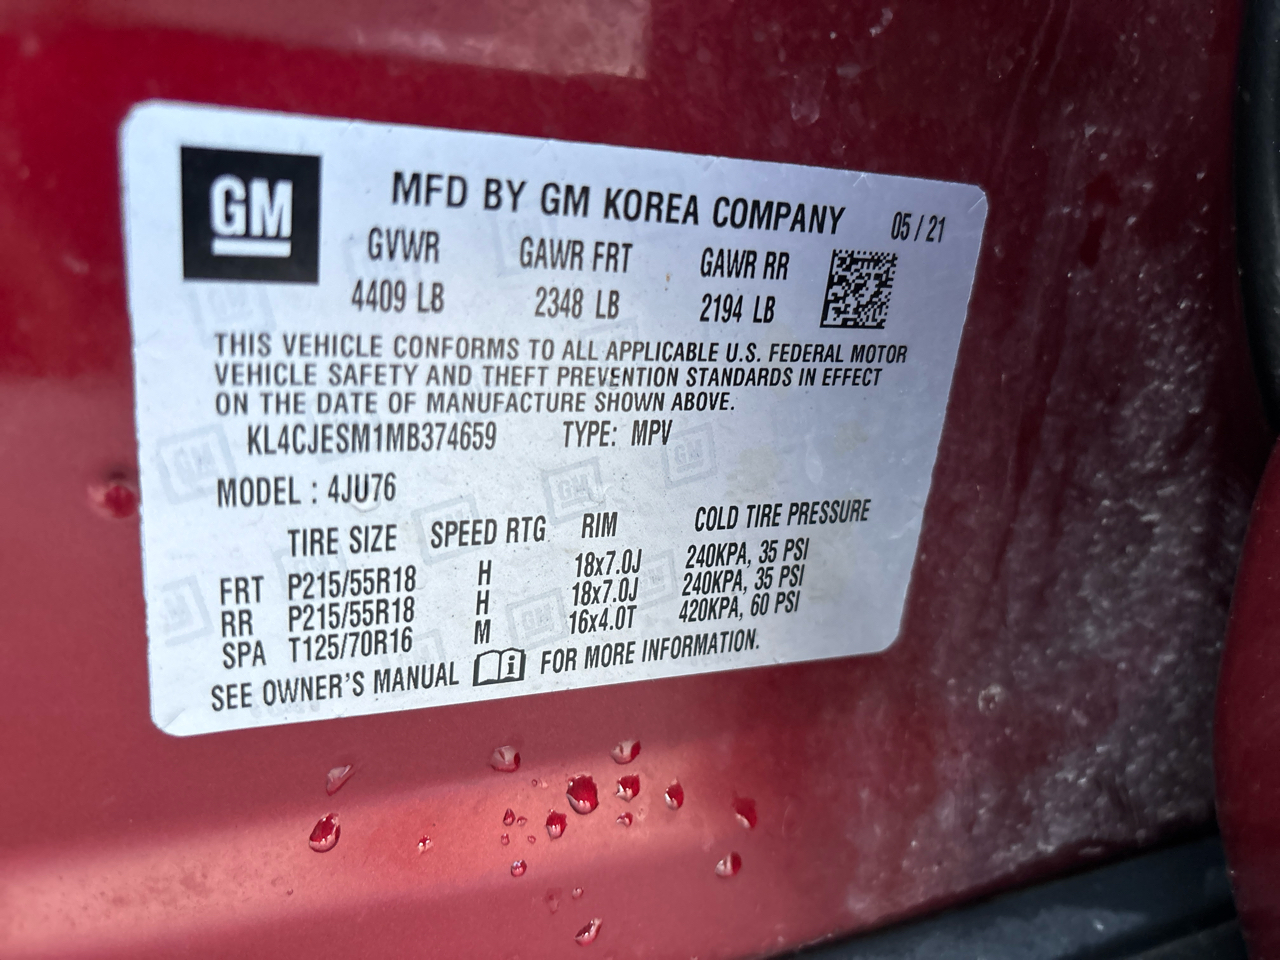 GM
MFD BY GM KOREA COMPANY 05 / 21
GVWR GAWR FRT GAWR RR
4409 LB 2348 LB 2194 LB
THIS VEHICLE CONFORMS TO ALL APPLICABLE U.S. FEDERAL MOTOR
VEHICLE SAFETY AND THEFT PREVENTION STANDARDS IN EFFECT
ON THE DATE OF MANUFACTURE SHOWN ABOVE.
KL4CJESM1MB374659 TYPE: MPV
MODEL : 4JU76
TIRE SIZE SPEED RTG RIM COLD TIRE PRESSURE
FRT P215/55R18 H 18x7.0J 240KPA, 35 PSI
RR P215/55R18 H 18x7.0J 240KPA, 35 PSI
SPA T125/70R16 M 16x4.0T 420KPA, 60 PSI
SEE OWNER'S MANUAL FOR MORE INFORMATION.